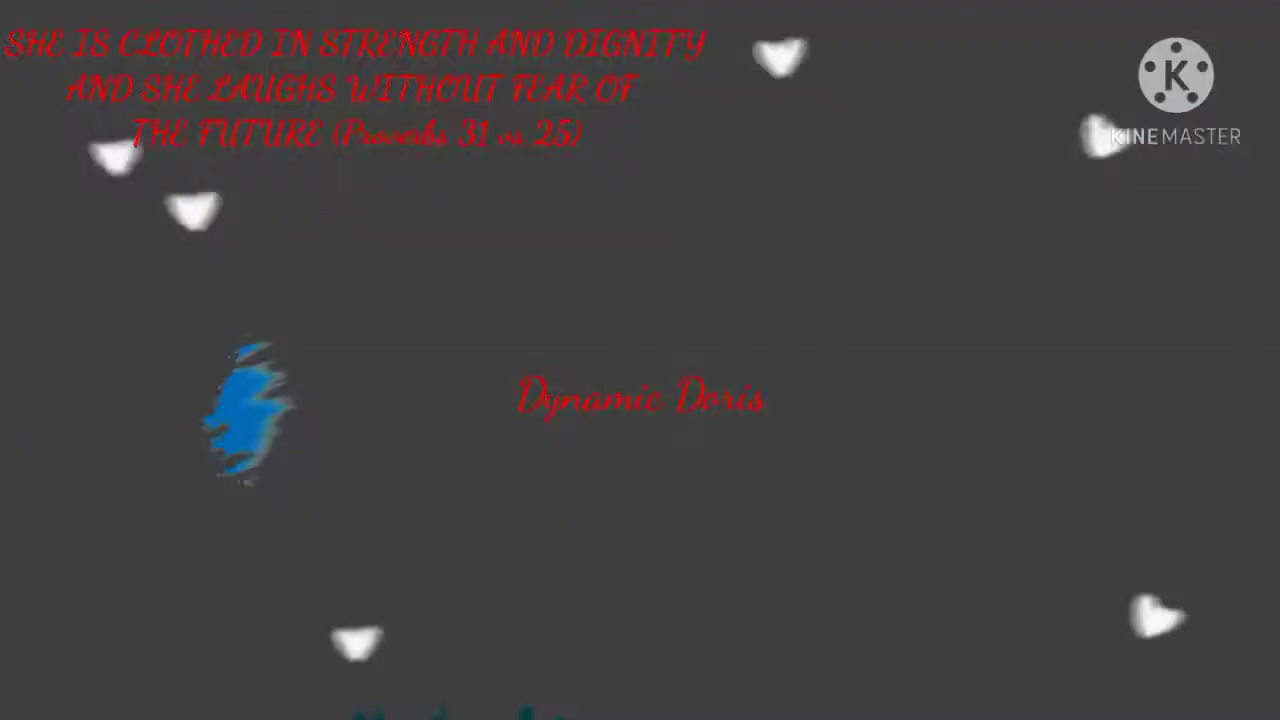 SHE IS CLOTHED IN STRENGTH AND DIGNITY
AND SHE LAUGHS WITHOUT FEAR OF
THE FUTURE (Proverbs 31 vs 25)
K
KINEMASTER
Dynamic Doris